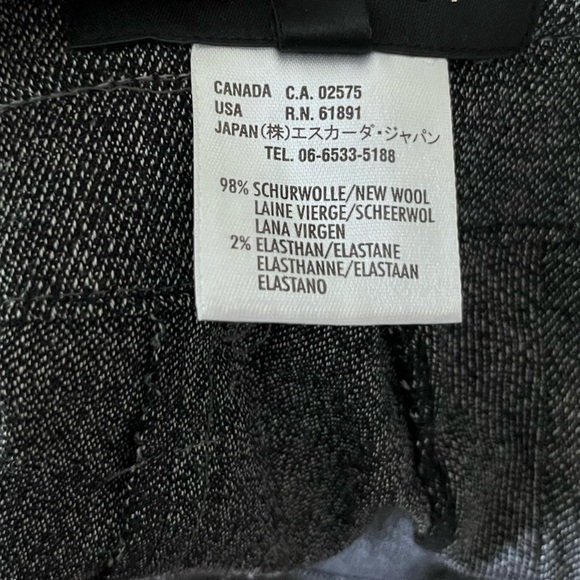 CANADA C.A. 02575
USA R.N. 61891
JAPAN (株)エスカーダ・ジャパン
TEL. 06-6533-5188
98% SCHURWOLLE/NEW WOOL
LAINE VIERGE/SCHEERWOL
LANA VIRGEN
2% ELASTHAN/ELASTANE
ELASTHANNE/ELASTAAN
ELASTANO